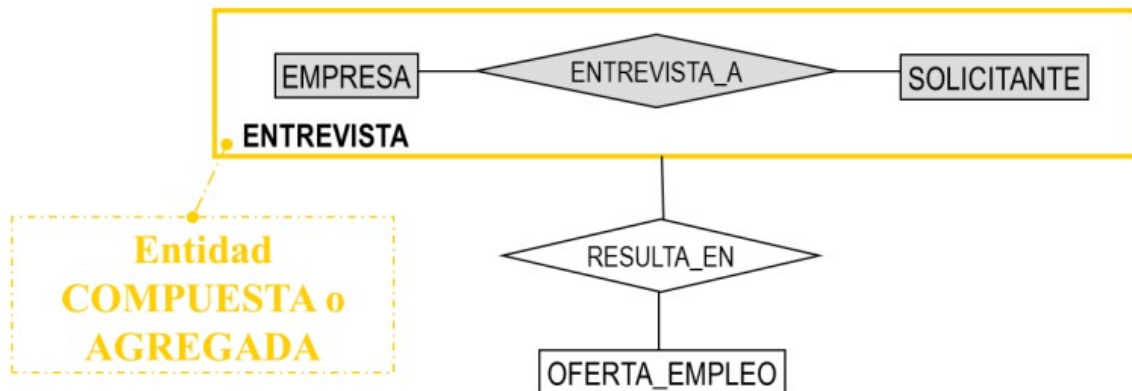 EMPRESA
ENTREVISTA_A
SOLICITANTE
ENTREVISTA
Entidad
COMPUESTA o
AGREGADA
RESULTA_EN
OFERTA_EMPLEO